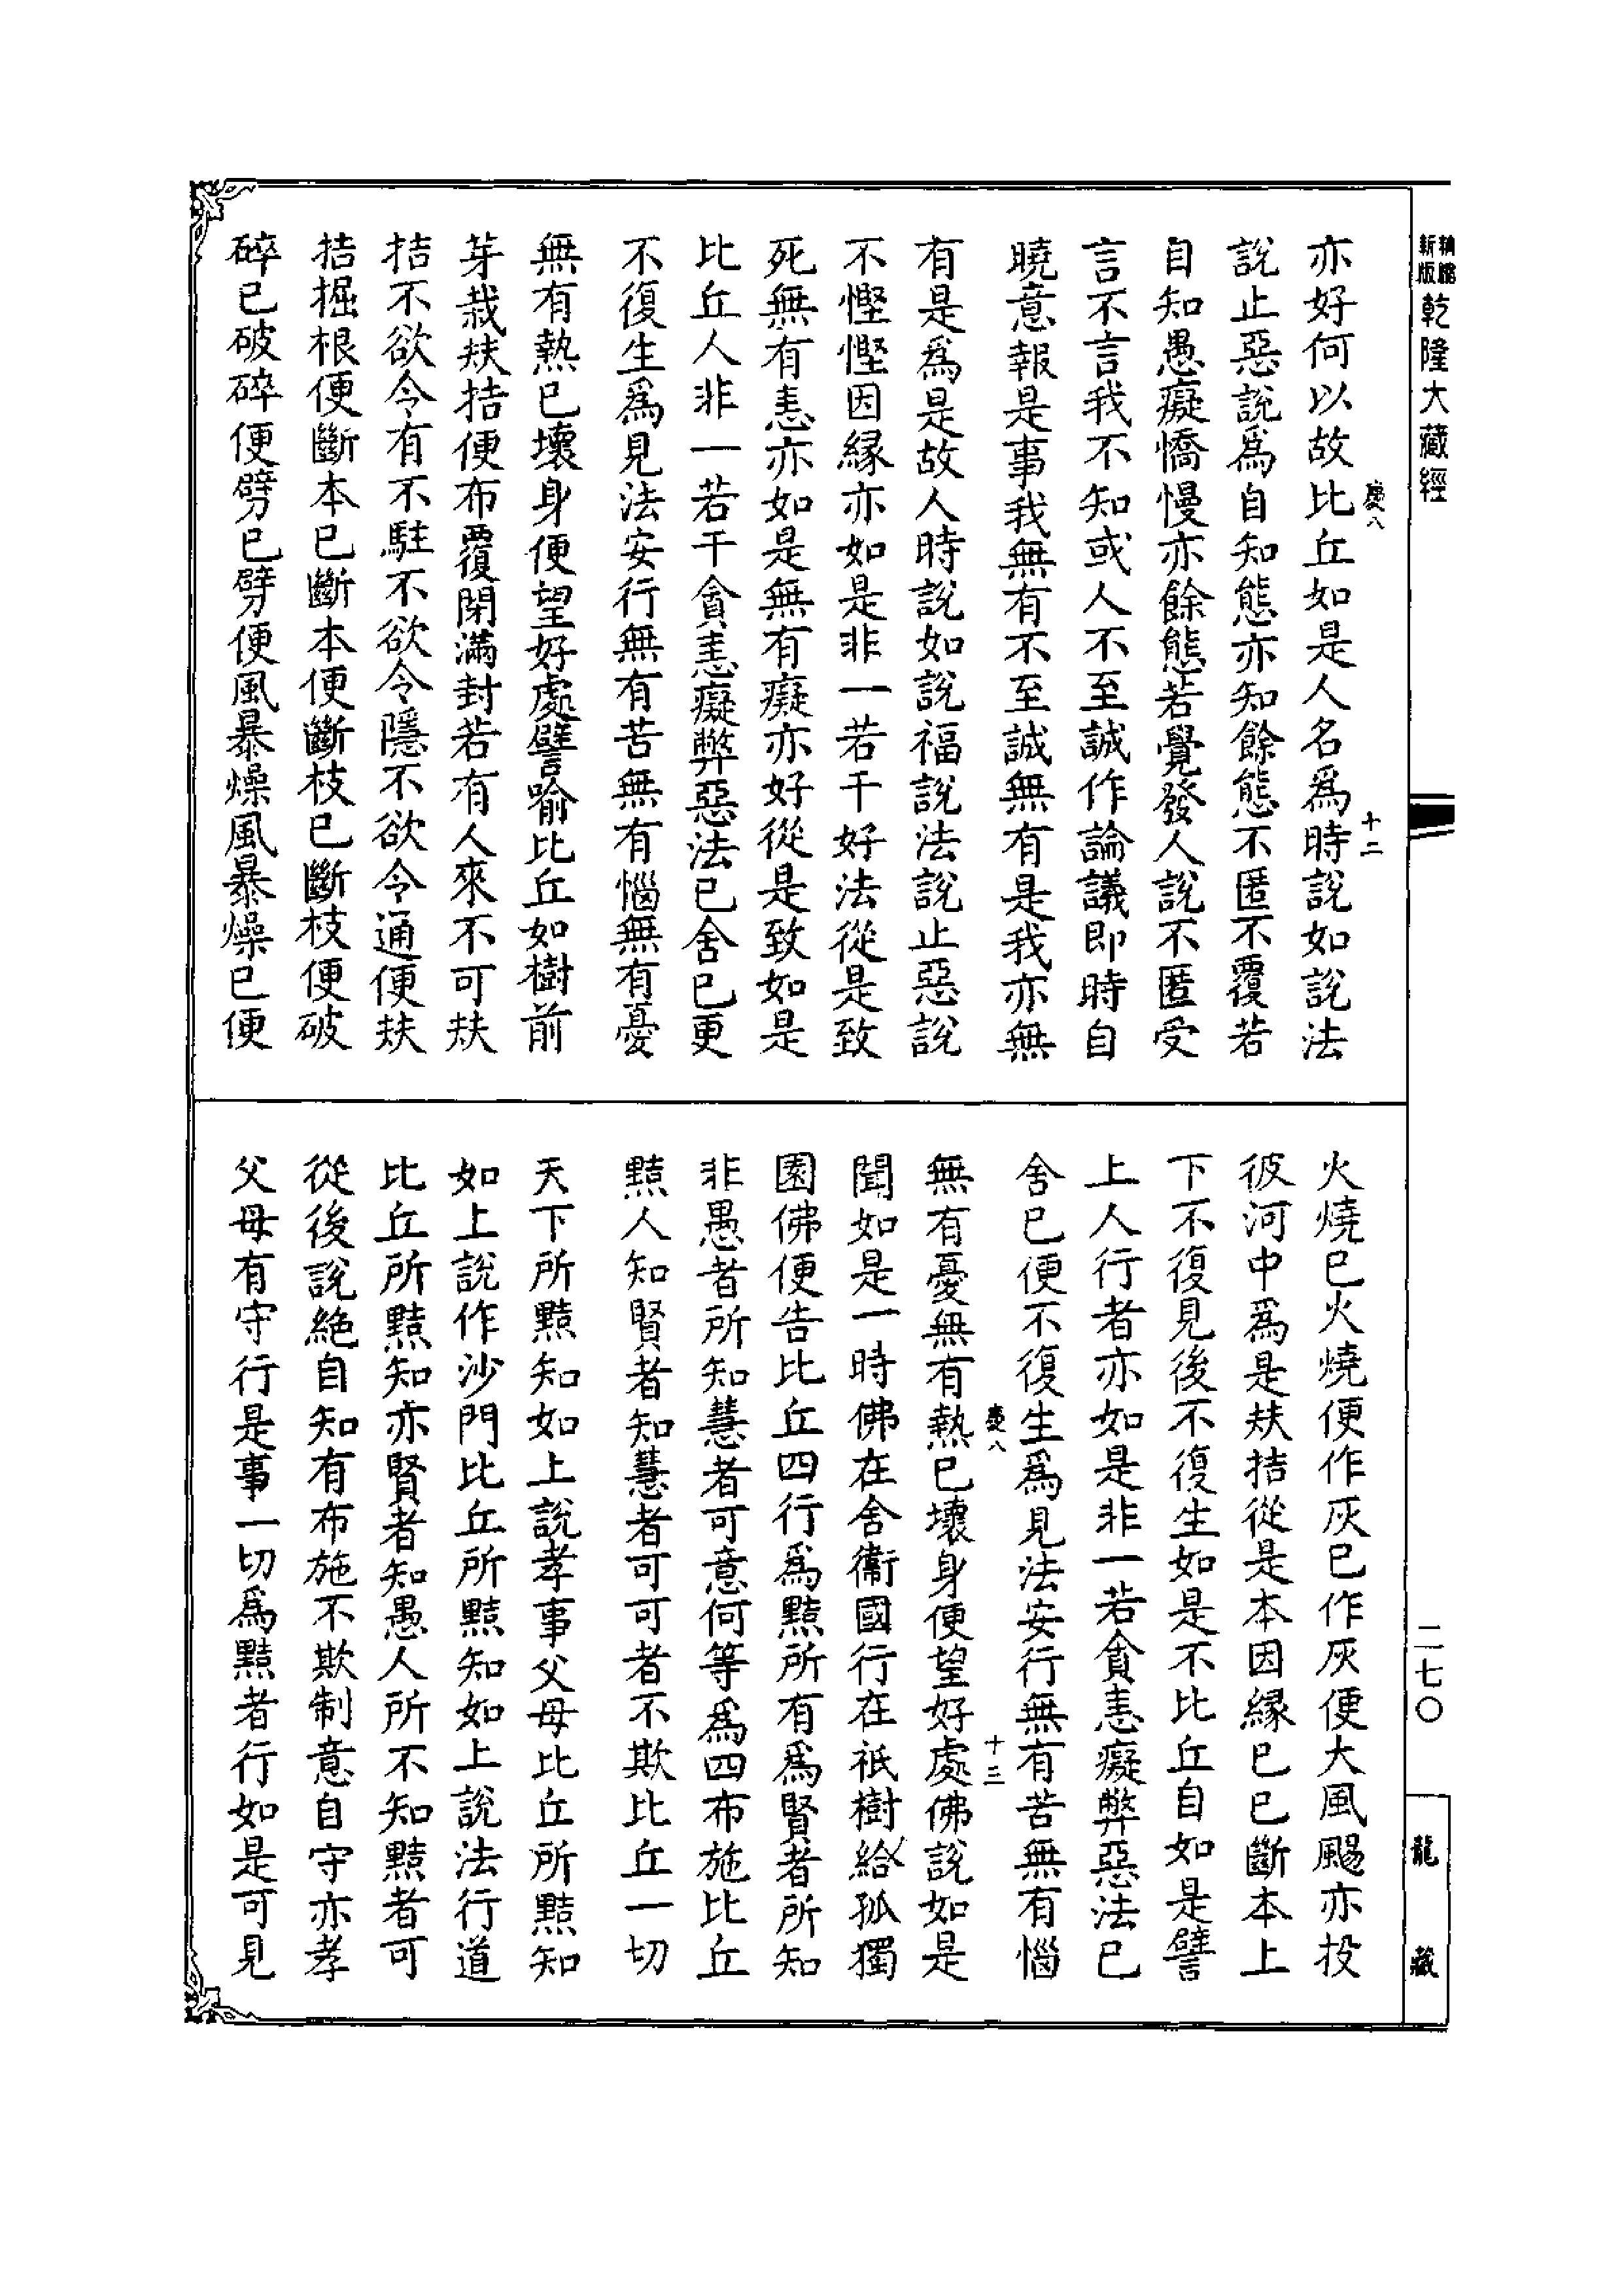 新版 精縮 乾隆大藏經
慶八 十二
亦好何以故比丘如是人名爲時說如說法
說止惡說爲自知態亦知餘態不匿不覆若
自知愚癡憍慢亦餘態若覺發人說不匿受
言不言我不知或人不至誠作論議即時自
曉意報是事我無有不至誠無有是我亦無
有是爲是故人時說如說福說法說止惡說
不慳慳因緣亦如是非一若干好法從是致
死無有恚亦如是無有癡亦好從是致如是
比丘人非一若干貪恚癡弊惡法已舍已更
不復生爲見法安行無有苦無有惱無有憂
無有熱已壞身便望好處譬喻比丘如樹前
芽栽枎拮便布覆閉滿封若有人來不可枎
拮不欲令有不駐不欲令隱不欲令通便枎
拮掘根便斷本已斷本便斷枝已斷枝便破
碎已破碎便劈已劈便風暴燥風暴燥已便
火燒已火燒便作灰已作灰便大風颺亦投
彼河中爲是枎拮從是本因緣已已斷本上
下不復見後不復生如是不比丘自如是譬
上人行者亦如是非一若貪恚癡弊惡法已
舍已便不復生爲見法安行無有苦無有惱
慶八 十三
無有憂無有熱已壞身便望好處佛說如是
聞如是一時佛在舍衞國行在祇樹給孤獨
園佛便告比丘四行爲黠所有爲賢者所知
非愚者所知慧者可意何等爲四布施比丘
黠人知賢者知慧者可可者不欺比丘一切
天下所黠知如上說孝事父母比丘所黠知
如上說作沙門比丘所黠知如上說法行道
比丘所黠知亦賢者知愚人所不知黠者可
從後說絕自知有布施不欺制意自守亦孝
父母有守行是事一切爲黠者行如是可見
二七〇
龍藏